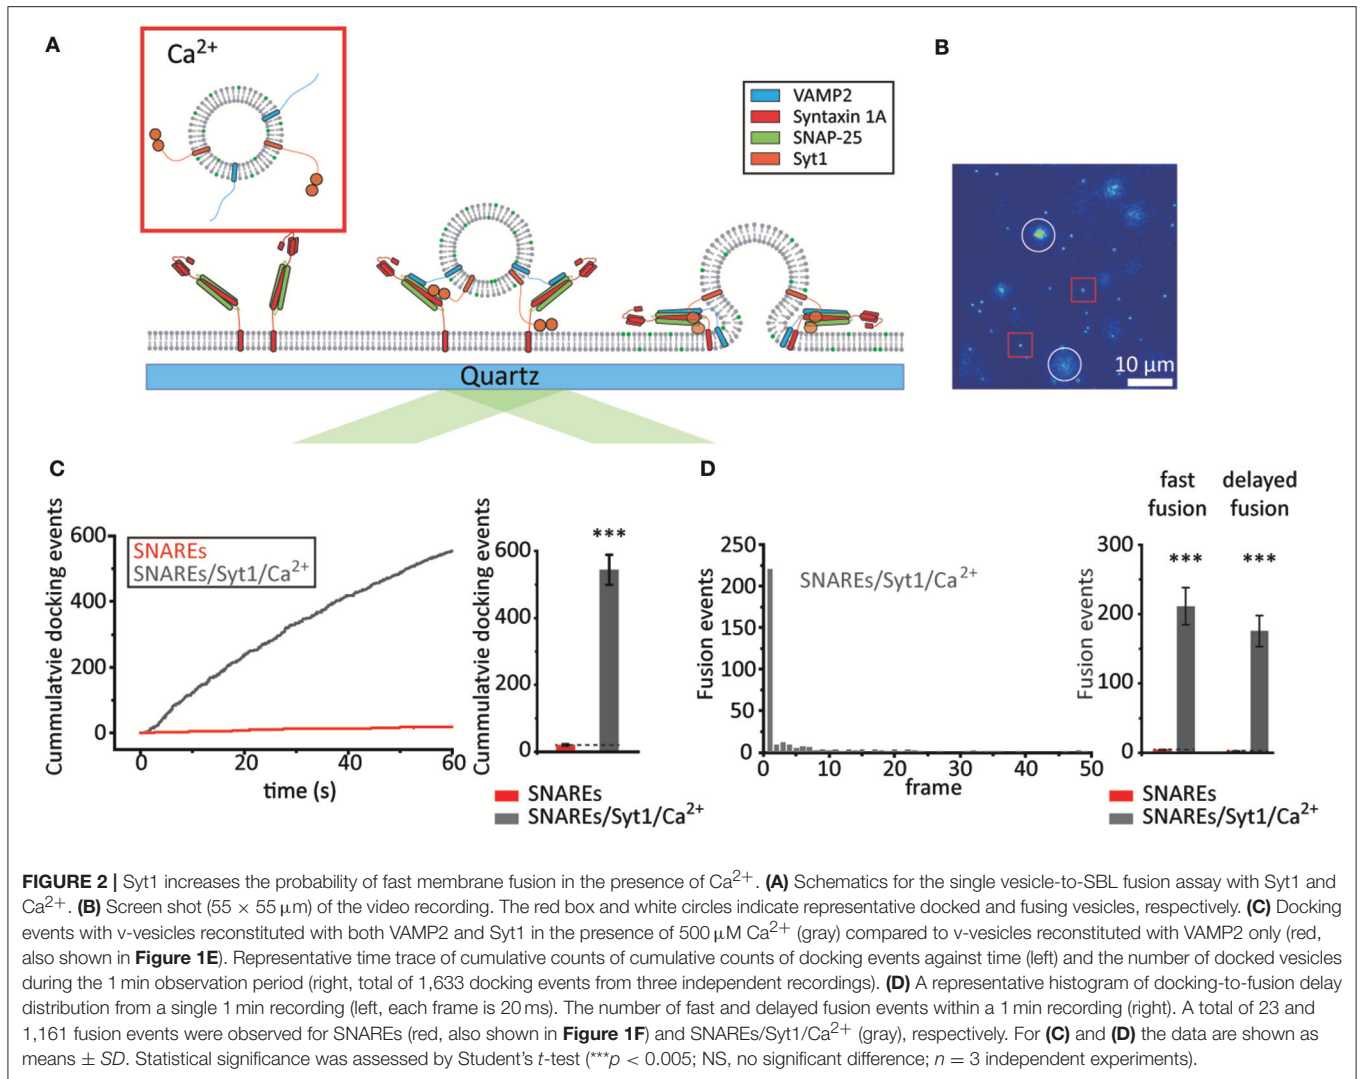 A
Ca2+
VAMP2
Syntaxin 1A
SNAP-25
Syt1
Quartz
B
10 μm
C
Cummulatvie docking events
600
400
200
0
SNAREs
SNAREs/Syt1/Ca2+
0
20
40
60
time (s)
Cummulatvie docking events
600
400
200
0
***
SNAREs
SNAREs/Syt1/Ca2+
D
Fusion events
250
225
200
175
150
125
100
75
50
25
0
SNAREs/Syt1/Ca2+
0
10
20
30
40
50
frame
fast fusion
delayed fusion
Fusion events
300
200
100
0
***
***
SNAREs
SNAREs/Syt1/Ca2+
FIGURE 2 | Syt1 increases the probability of fast membrane fusion in the presence of Ca2+. (A) Schematics for the single vesicle-to-SBL fusion assay with Syt1 and
Ca2+. (B) Screen shot (55 × 55 μm) of the video recording. The red box and white circles indicate representative docked and fusing vesicles, respectively. (C) Docking
events with v-vesicles reconstituted with both VAMP2 and Syt1 in the presence of 500 μM Ca2+ (gray) compared to v-vesicles reconstituted with VAMP2 only (red,
also shown in Figure 1E). Representative time trace of cumulative counts of cumulative counts of docking events against time (left) and the number of docked vesicles
during the 1 min observation period (right, total of 1,633 docking events from three independent recordings). (D) A representative histogram of docking-to-fusion delay
distribution from a single 1 min recording (left, each frame is 20 ms). The number of fast and delayed fusion events within a 1 min recording (right). A total of 23 and
1,161 fusion events were observed for SNAREs (red, also shown in Figure 1F) and SNAREs/Syt1/Ca2+ (gray), respectively. For (C) and (D) the data are shown as
means ± SD. Statistical significance was assessed by Student's t-test (***p < 0.005; NS, no significant difference; n = 3 independent experiments).